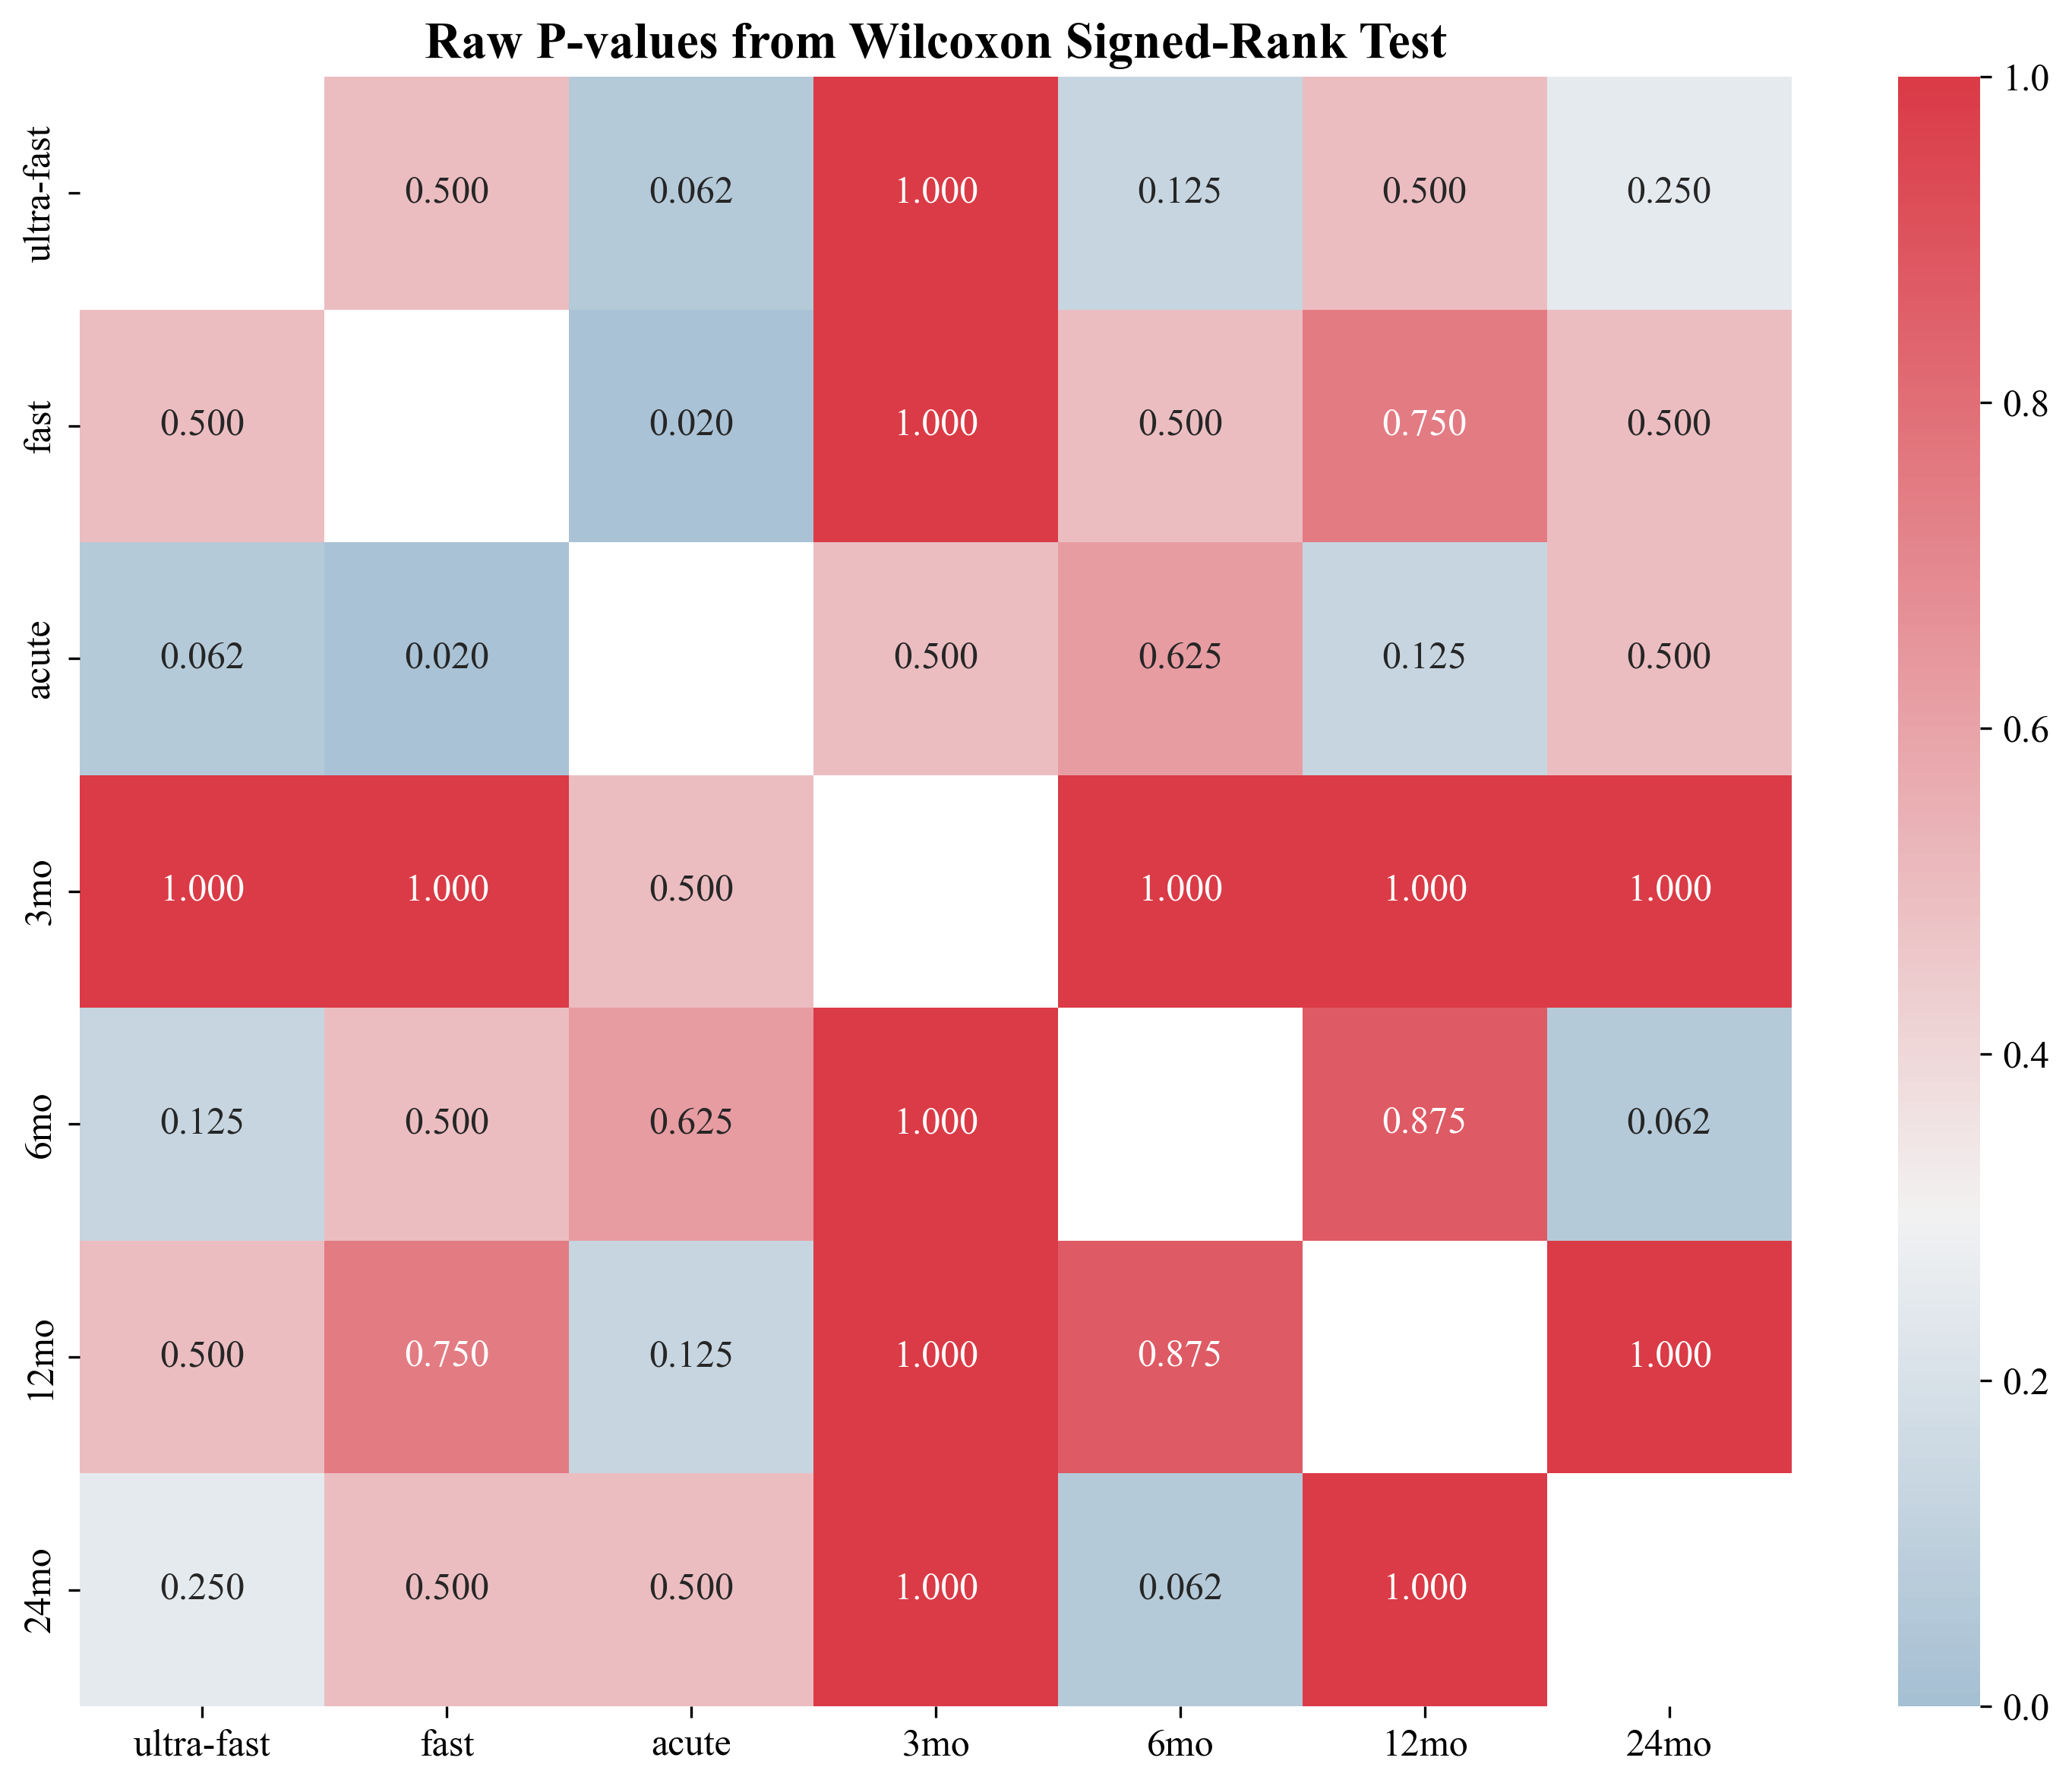 Raw P-values from Wilcoxon Signed-Rank Test
ultra-fast
0.500 0.062 1.000 0.125 0.500 0.250
fast
0.500 0.020 1.000 0.500 0.750 0.500
acute
0.062 0.020 0.500 0.625 0.125 0.500
3mo
1.000 1.000 0.500 1.000 1.000 1.000
6mo
0.125 0.500 0.625 1.000 0.875 0.062
12mo
0.500 0.750 0.125 1.000 0.875 1.000
24mo
0.250 0.500 0.500 1.000 0.062 1.000
ultra-fast fast acute 3mo 6mo 12mo 24mo
1.0
0.8
0.6
0.4
0.2
0.0